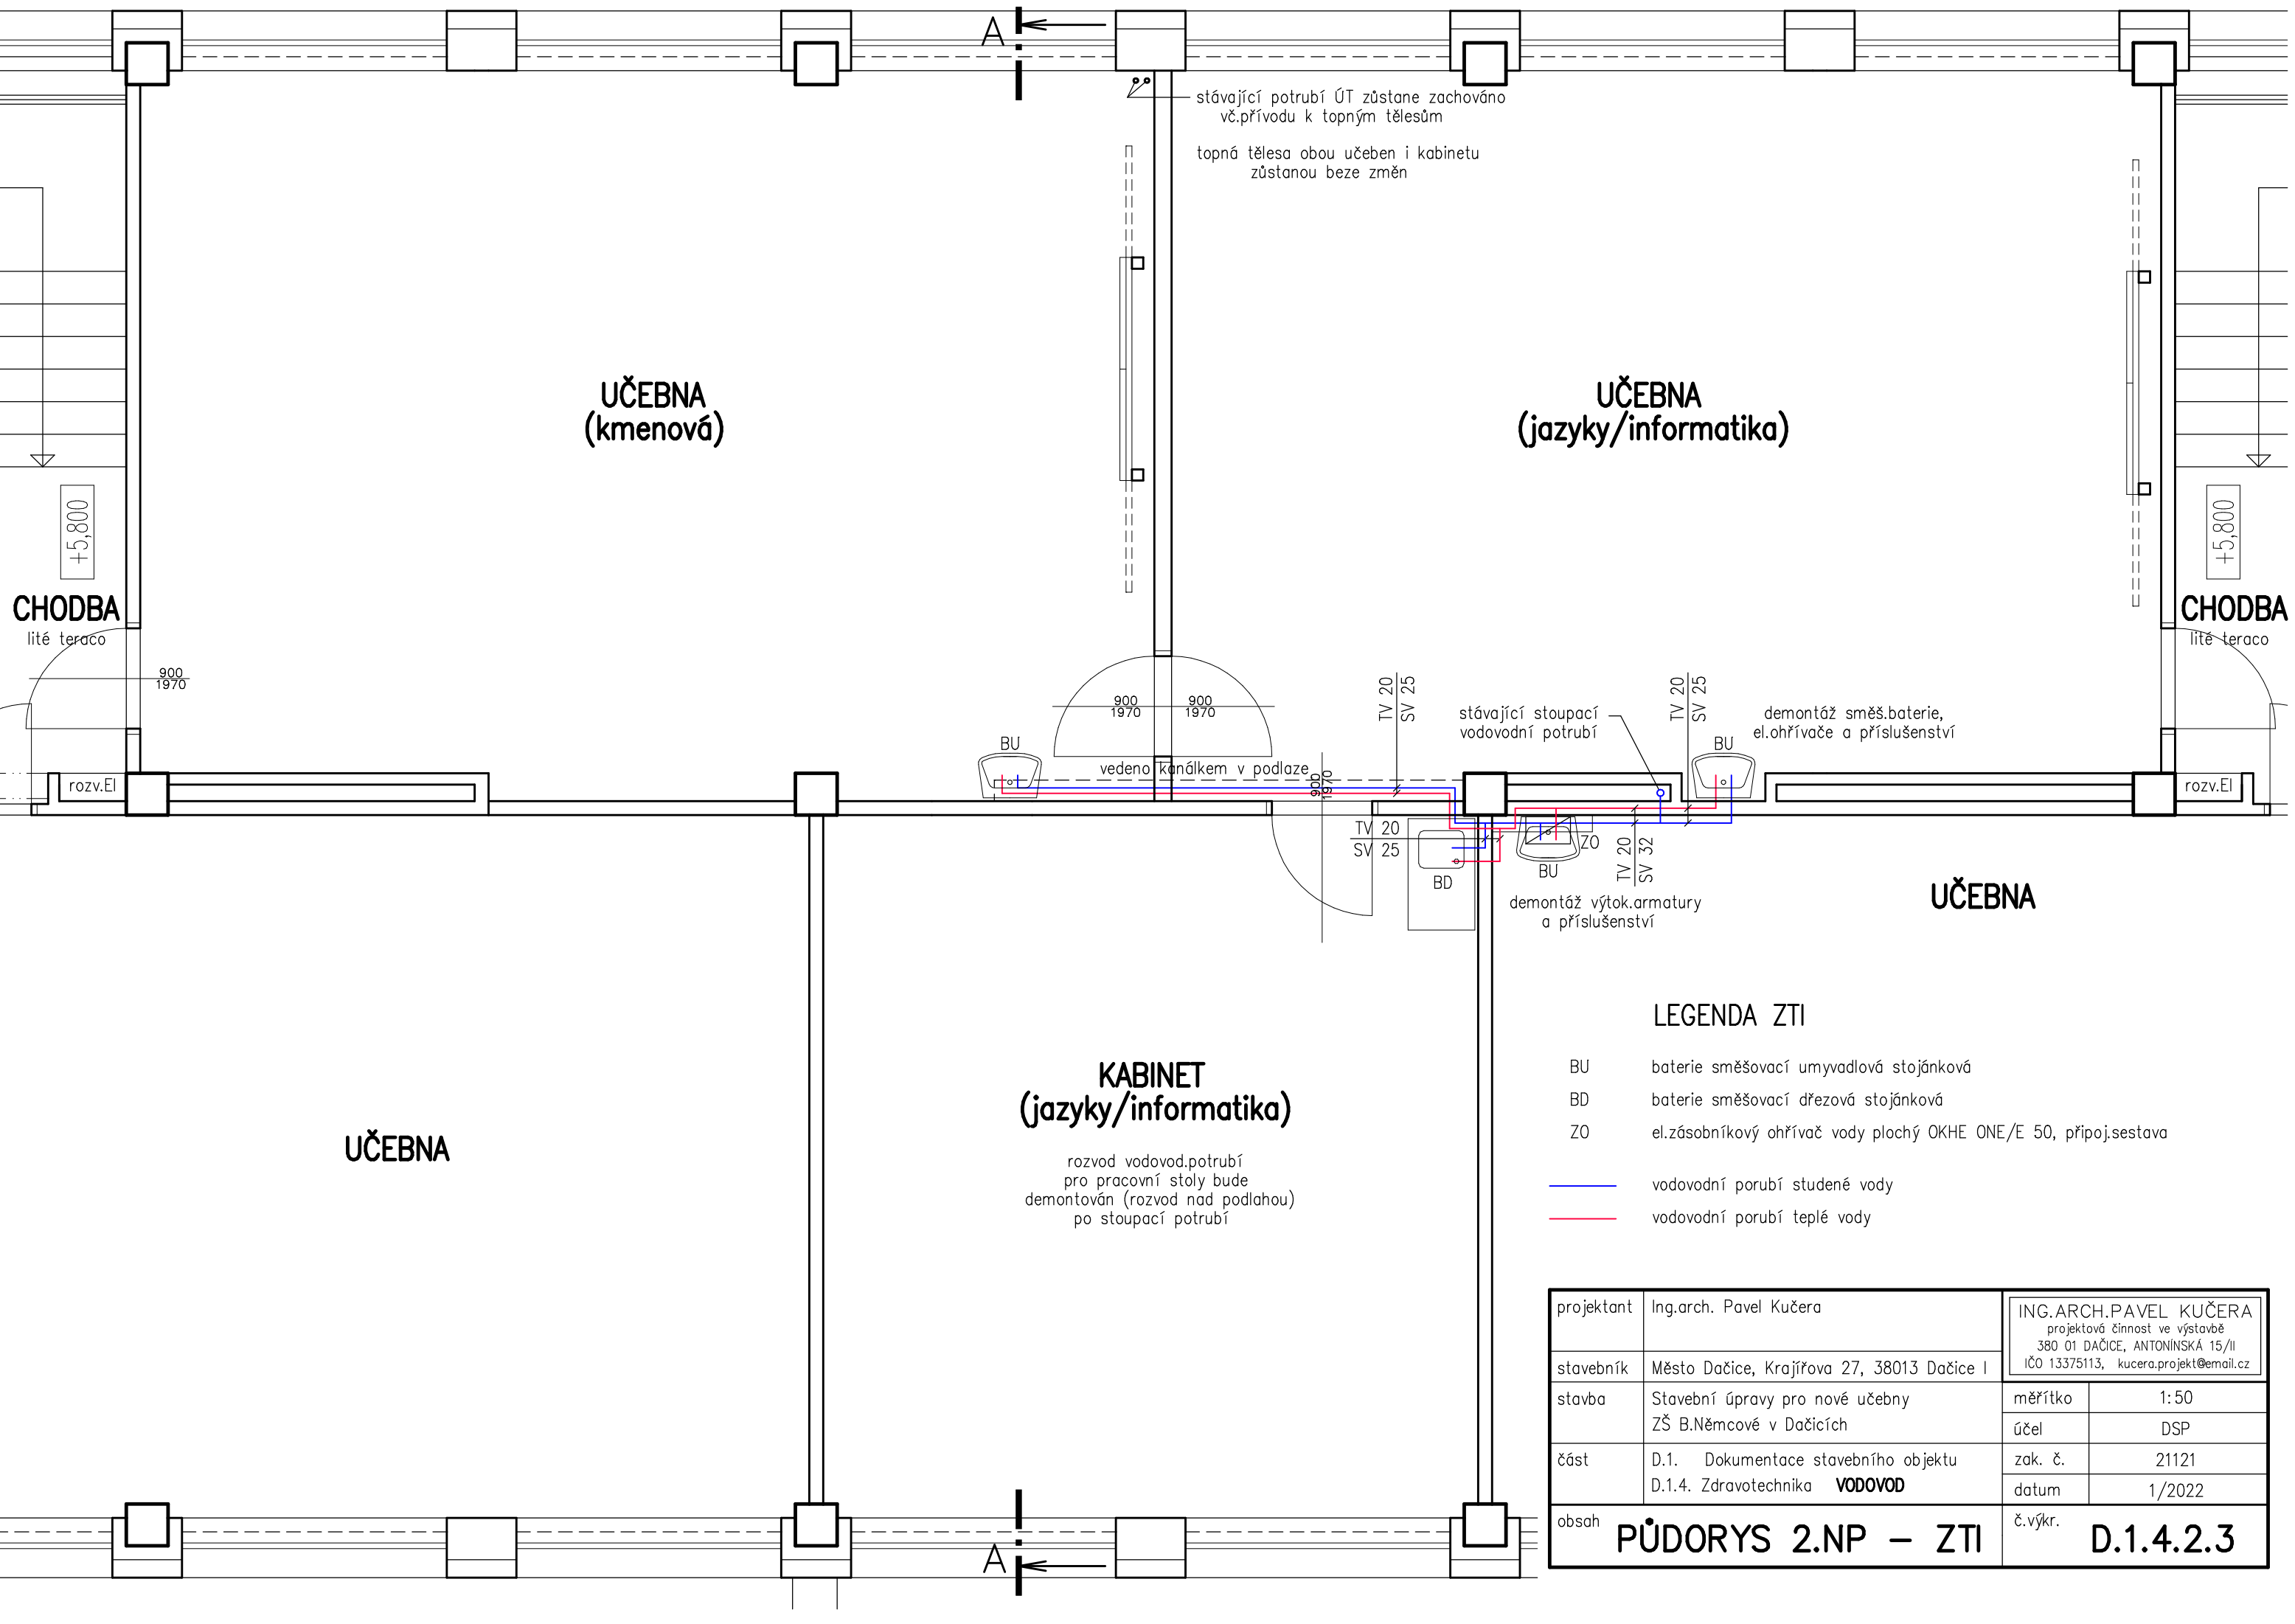 A
stávající potrubí ÚT zůstane zachováno
vč.přívodu k topným tělesům
topná tělesa obou učeben i kabinetu
zůstanou beze změn
UČEBNA
(kmenová)
UČEBNA
(jazyky/informatika)
+5,800
+5,800
CHODBA
lité teraco
CHODBA
lité teraco
900
1970
900
1970
900
1970
TV 20
SV 25
stávající stoupací
vodovodní potrubí
TV 20
SV 25
demontáž směš.baterie,
el.ohřívače a příslušenství
BU
BU
vedeno kanálkem v podlaze
900
1970
rozv.El
rozv.El
TV 20
SV 25
BD
BU
ZO
TV 20
SV 32
demontáž výtok.armatury
a příslušenství
UČEBNA
UČEBNA
KABINET
(jazyky/informatika)
rozvod vodovod.potrubí
pro pracovní stoly bude
demontován (rozvod nad podlahou)
po stoupací potrubí
LEGENDA ZTI
BU baterie směšovací umyvadlová stojánková
BD baterie směšovací dřezová stojánková
ZO el.zásobníkový ohřívač vody plochý OKHE ONE/E 50, připoj.sestava
vodovodní porubí studené vody
vodovodní porubí teplé vody
projektant Ing.arch. Pavel Kučera
ING.ARCH.PAVEL KUČERA
projektová činnost ve výstavbě
380 01 DAČICE, ANTONÍNSKÁ 15/II
IČO 13375113, kucera.projekt@email.cz
stavebník Město Dačice, Krajířova 27, 38013 Dačice I
stavba Stavební úpravy pro nové učebny
ZŠ B.Němcové v Dačicích
měřítko 1:50
účel DSP
část D.1. Dokumentace stavebního objektu
D.1.4. Zdravotechnika VODOVOD
zak. č. 21121
datum 1/2022
obsah PŮDORYS 2.NP – ZTI
č.výkr. D.1.4.2.3
A